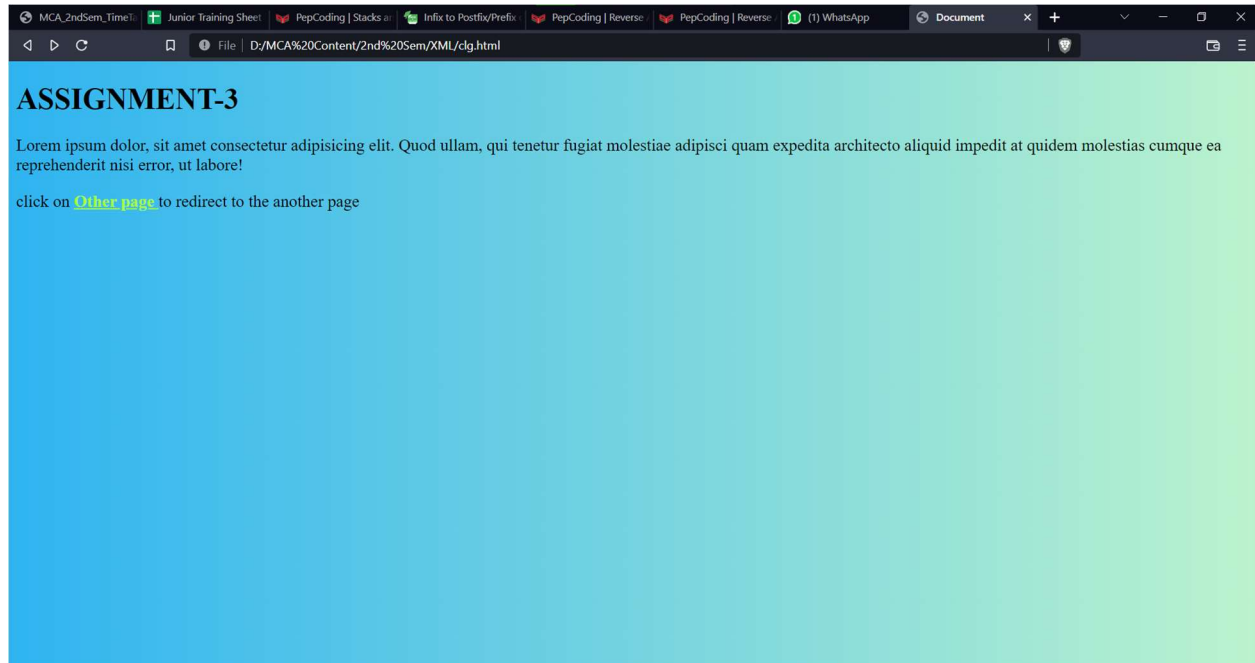 MCA_2ndSem_TimeTa
Junior Training Sheet
PepCoding | Stacks an
Infix to Postfix/Prefix
PepCoding | Reverse
PepCoding | Reverse
(1) WhatsApp
Document
File
D:/MCA%20Content/2nd%20Sem/XML/clg.html
ASSIGNMENT-3
Lorem ipsum dolor, sit amet consectetur adipisicing elit. Quod ullam, qui tenetur fugiat molestiae adipisci quam expedita architecto aliquid impedit at quidem molestias cumque ea
reprehenderit nisi error, ut labore!
click on Other page to redirect to the another page